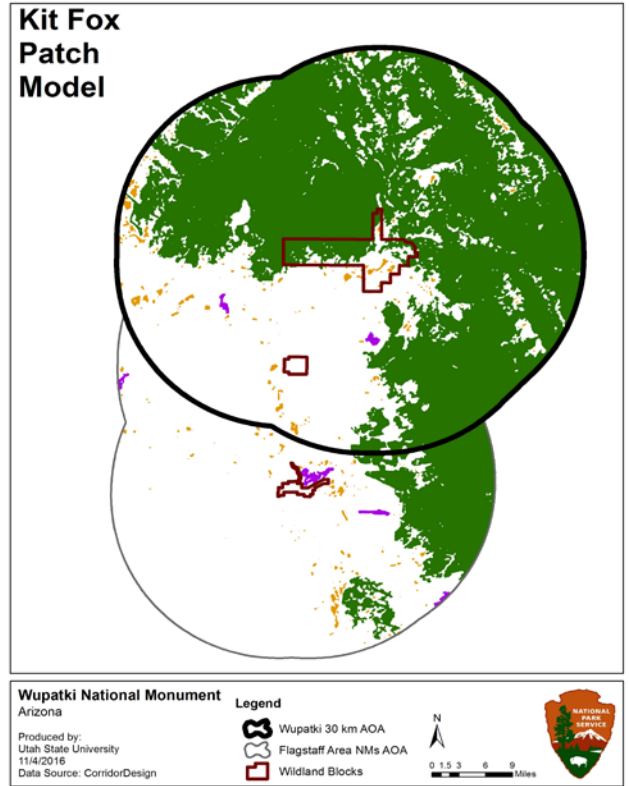 Kit Fox
Patch
Model
Wupatki National Monument
Arizona
Produced by:
Utah State University
11/4/2016
Data Source: CorridorDesign
Legend
Wupatki 30 km AOA
Flagstaff Area NMs AOA
Wildland Blocks
N
0 1.5 3 6 9
Miles
NATIONAL
PARK
SERVICE